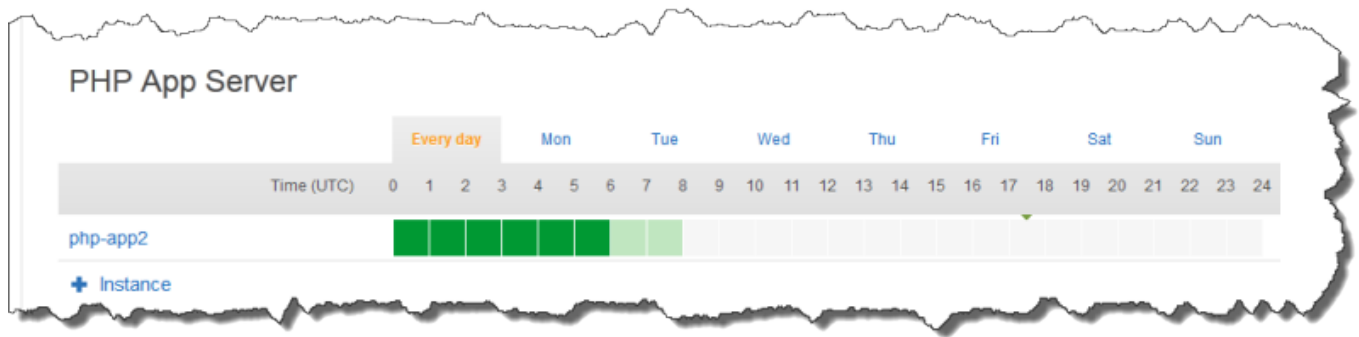 PHP App Server
Every day Mon Tue Wed Thu Fri Sat Sun
Time (UTC) 0 1 2 3 4 5 6 7 8 9 10 11 12 13 14 15 16 17 18 19 20 21 22 23 24
php-app2
Instance